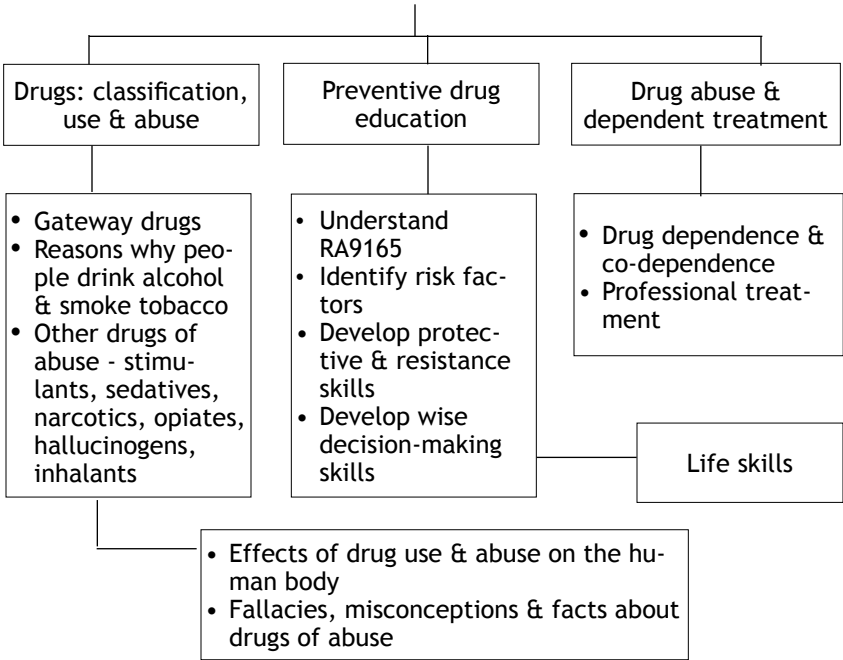 Drugs: classification,
use & abuse
Preventive drug
education
Drug abuse &
dependent treatment
• Gateway drugs
• Reasons why peo-
ple drink alcohol
& smoke tobacco
• Other drugs of
abuse - stimu-
lants, sedatives,
narcotics, opiates,
hallucinogens,
inhalants
• Understand
RA9165
• Identify risk fac-
tors
• Develop protec-
tive & resistance
skills
• Develop wise
decision-making
skills
• Drug dependence &
co-dependence
• Professional treat-
ment
Life skills
• Effects of drug use & abuse on the hu-
man body
• Fallacies, misconceptions & facts about
drugs of abuse